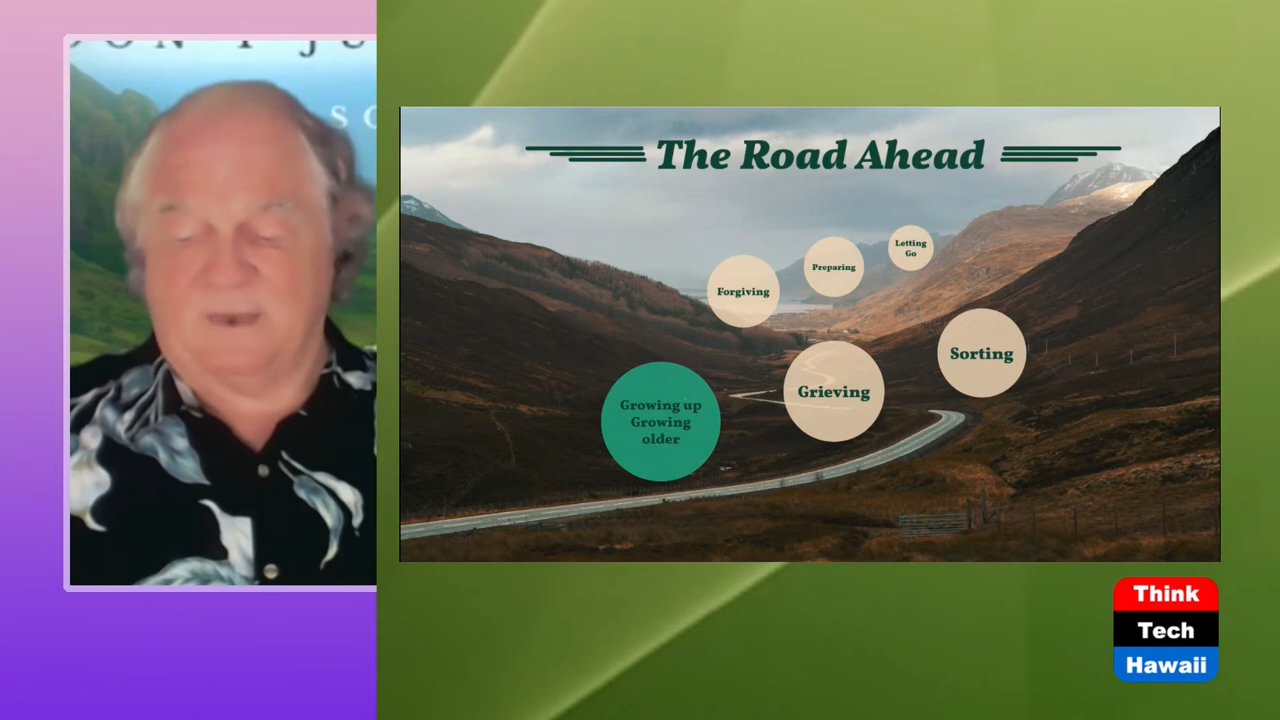 The Road Ahead
Letting
Go
Preparing
Forgiving
Sorting
Grieving
Growing up
Growing
older
Think
Tech
Hawaii